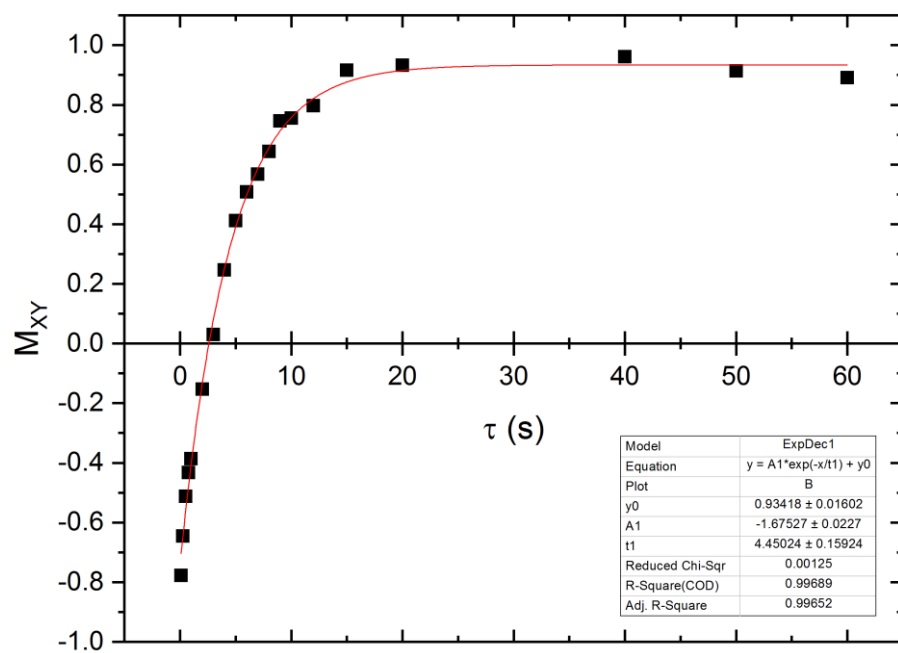 1.0
0.8
0.6
0.4
0.2
0.0
-0.2
-0.4
-0.6
-0.8
-1.0
M_XY
0 10 20 30 40 50 60
τ (s)
Model ExpDec1
Equation y = A1*exp(-x/t1) + y0
Plot B
y0 0.93418 ± 0.01602
A1 -1.67527 ± 0.0227
t1 4.45024 ± 0.15924
Reduced Chi-Sqr 0.00125
R-Square(COD) 0.99689
Adj. R-Square 0.99652